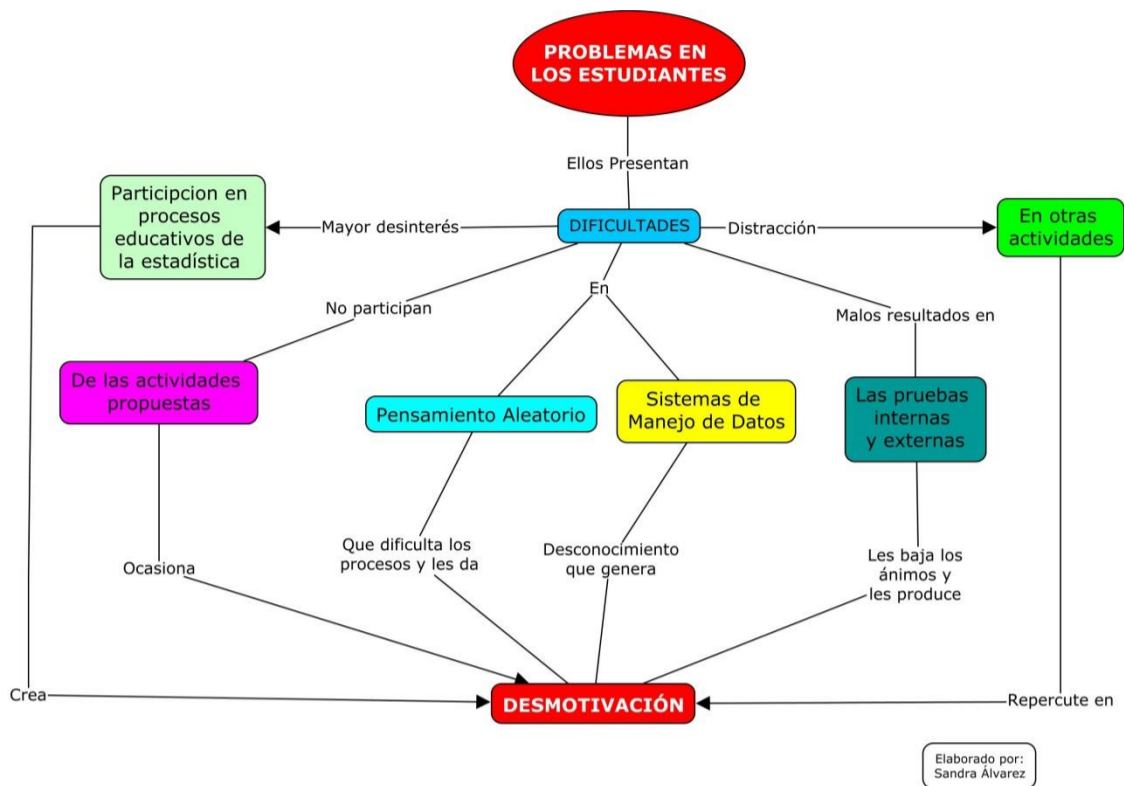 PROBLEMAS EN
LOS ESTUDIANTES
Ellos Presentan
Participcion en
procesos
educativos de
la estadística
Mayor desinterés
DIFICULTADES
Distracción
En otras
actividades
No participan
En
Malos resultados en
De las actividades
propuestas
Pensamiento Aleatorio
Sistemas de
Manejo de Datos
Las pruebas
internas
y externas
Ocasiona
Que dificulta los
procesos y les da
Desconocimiento
que genera
Les baja los
ánimos y
les produce
Crea
DESMOTIVACIÓN
Repercute en
Elaborado por:
Sandra Álvarez